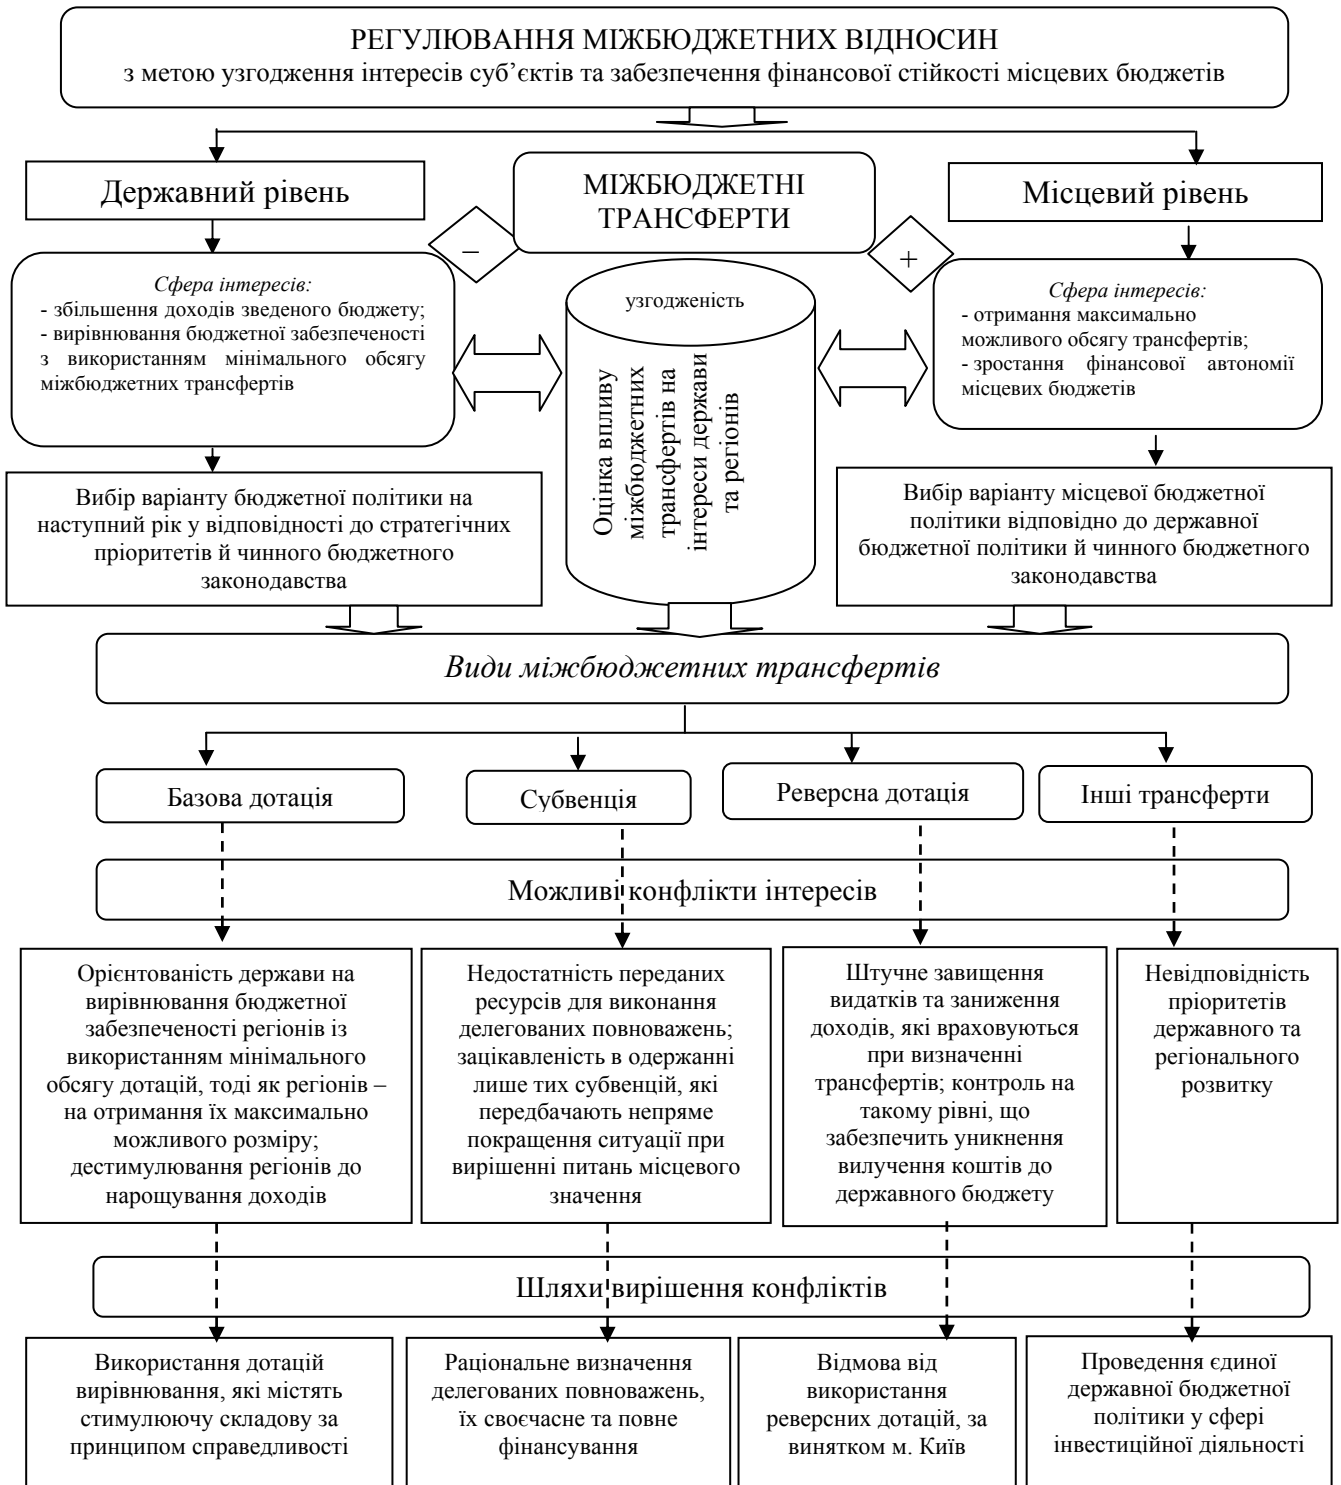 РЕГУЛЮВАННЯ МІЖБЮДЖЕТНИХ ВІДНОСИН
з метою узгодження інтересів суб’єктів та забезпечення фінансової стійкості місцевих бюджетів
Державний рівень
МІЖБЮДЖЕТНІ
ТРАНСФЕРТИ
Місцевий рівень
–
+
Сфера інтересів:
- збільшення доходів зведеного бюджету;
- вирівнювання бюджетної забезпеченості
з використанням мінімального обсягу
міжбюджетних трансфертів
узгодженість
Оцінка впливу
міжбюджетних
трансфертів на
інтереси держави
та регіонів
Сфера інтересів:
- отримання максимально
можливого обсягу трансфертів;
- зростання фінансової автономії
місцевих бюджетів
Вибір варіанту бюджетної політики на
наступний рік у відповідності до стратегічних
пріоритетів й чинного бюджетного
законодавства
Вибір варіанту місцевої бюджетної
політики відповідно до державної
бюджетної політики й чинного бюджетного
законодавства
Види міжбюджетних трансфертів
Базова дотація
Субвенція
Реверсна дотація
Інші трансферти
Можливі конфлікти інтересів
Орієнтованість держави на
вирівнювання бюджетної
забезпеченості регіонів із
використанням мінімального
обсягу дотацій, тоді як регіонів –
на отримання їх максимально
можливого розміру;
дестимулювання регіонів до
нарощування доходів
Недостатність переданих
ресурсів для виконання
делегованих повноважень;
зацікавленість в одержанні
лише тих субвенцій, які
передбачають непряме
покращення ситуації при
вирішенні питань місцевого
значення
Штучне завищення
видатків та заниження
доходів, які враховуються
при визначенні
трансфертів; контроль на
такому рівні, що
забезпечить уникнення
вилучення коштів до
державного бюджету
Невідповідність
пріоритетів
державного та
регіонального
розвитку
Шляхи вирішення конфліктів
Використання дотацій
вирівнювання, які містять
стимулюючу складову за
принципом справедливості
Раціональне визначення
делегованих повноважень,
їх своєчасне та повне
фінансування
Відмова від
використання
реверсних дотацій, за
винятком м. Київ
Проведення єдиної
державної бюджетної
політики у сфері
інвестиційної діяльності